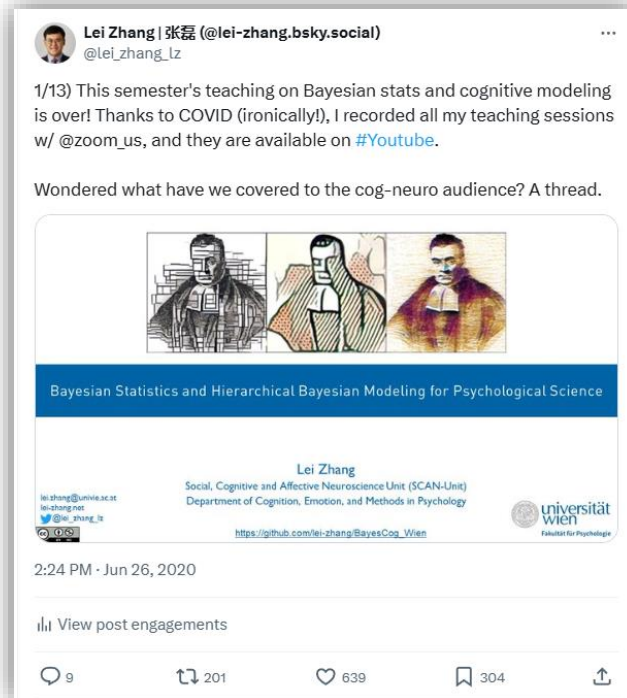 Lei Zhang | 张磊 (@lei-zhang.bsky.social)
@lei_zhang_lz
1/13) This semester's teaching on Bayesian stats and cognitive modeling
is over! Thanks to COVID (ironically!), I recorded all my teaching sessions
w/ @zoom_us, and they are available on #Youtube.
Wondered what have we covered to the cog-neuro audience? A thread.
Bayesian Statistics and Hierarchical Bayesian Modeling for Psychological Science
Lei Zhang
Social, Cognitive and Affective Neuroscience Unit (SCAN-Unit)
Department of Cognition, Emotion, and Methods in Psychology
lei.zhang@univie.ac.at
lei-zhang.net
@lei_zhang_lz
https://github.com/lei-zhang/BayesCog_Wien
universität
wien
Fakultät für Psychologie
2:24 PM · Jun 26, 2020
View post engagements
9 201 639 304